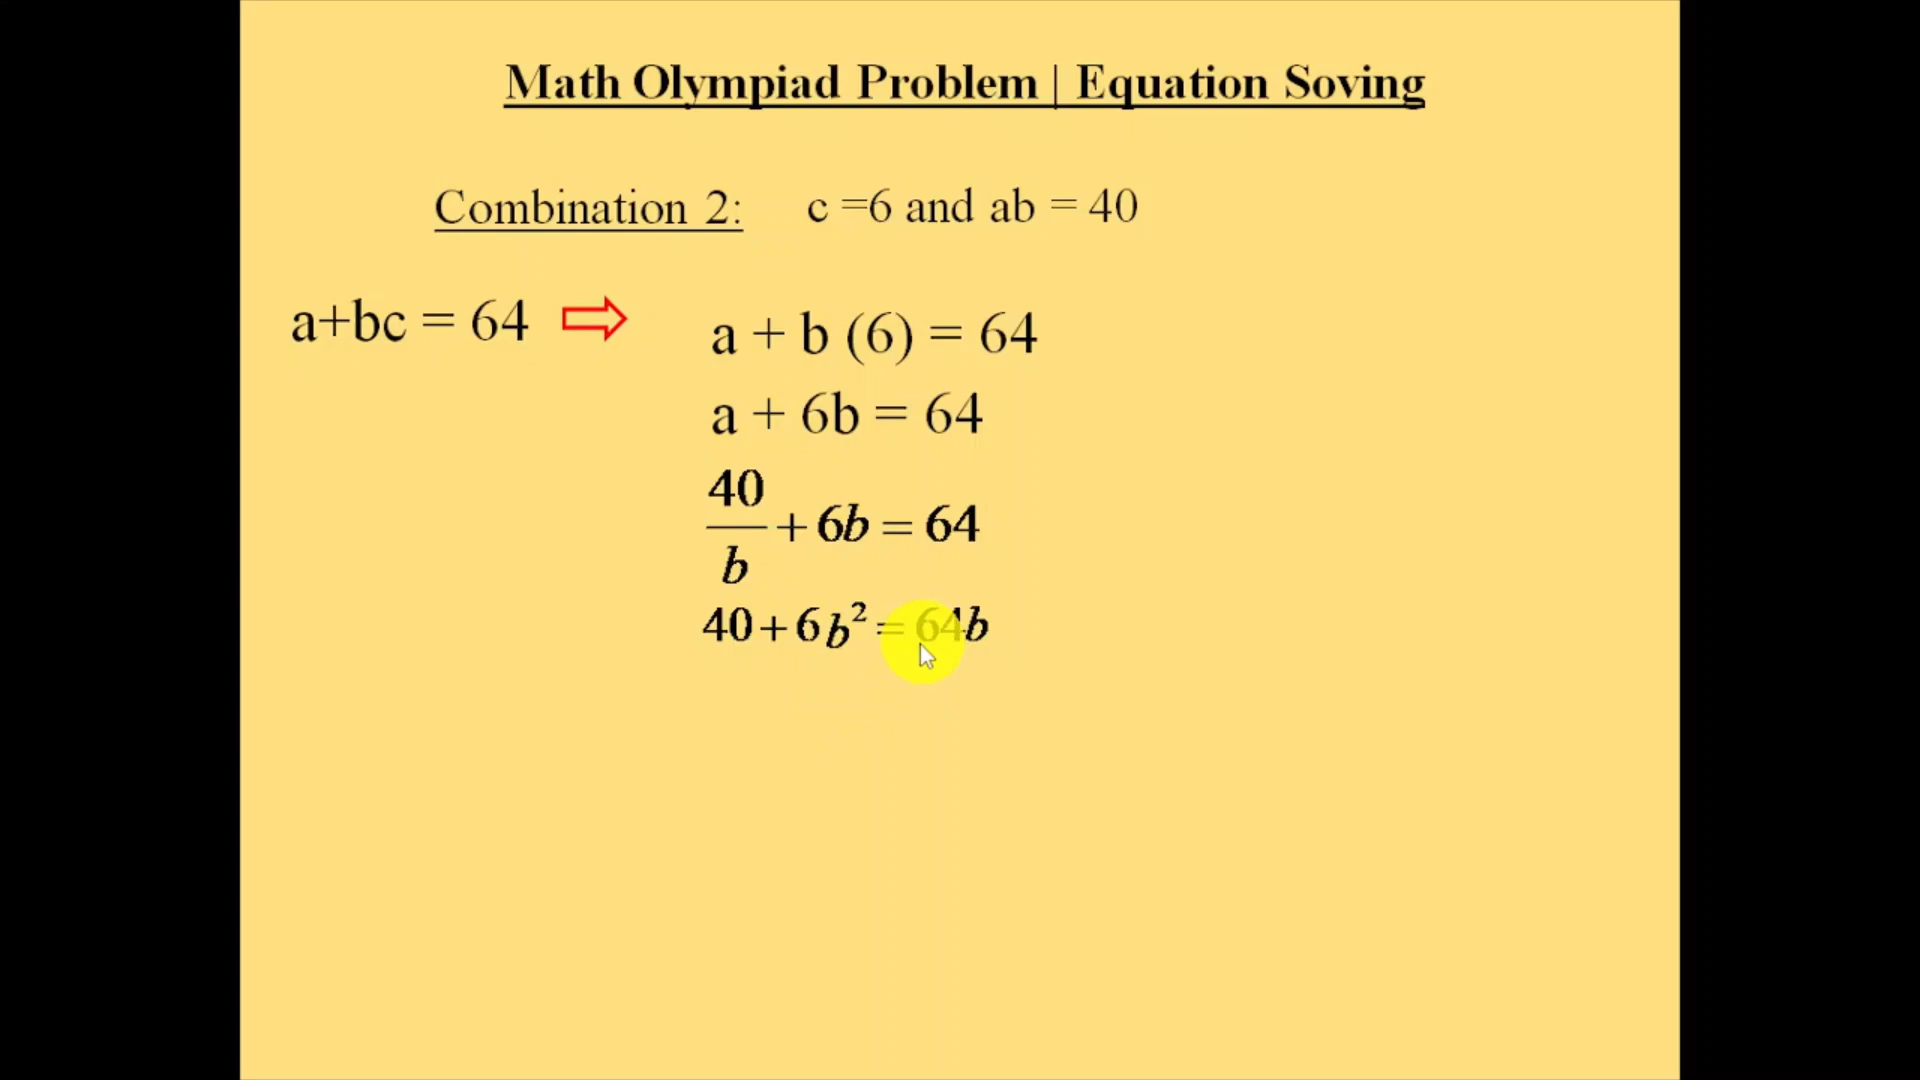 Math Olympiad Problem | Equation Soving
Combination 2: c =6 and ab = 40
a+bc = 64 ⇨ a + b (6) = 64
a + 6b = 64
40/b + 6b = 64
40 + 6b² = 64b